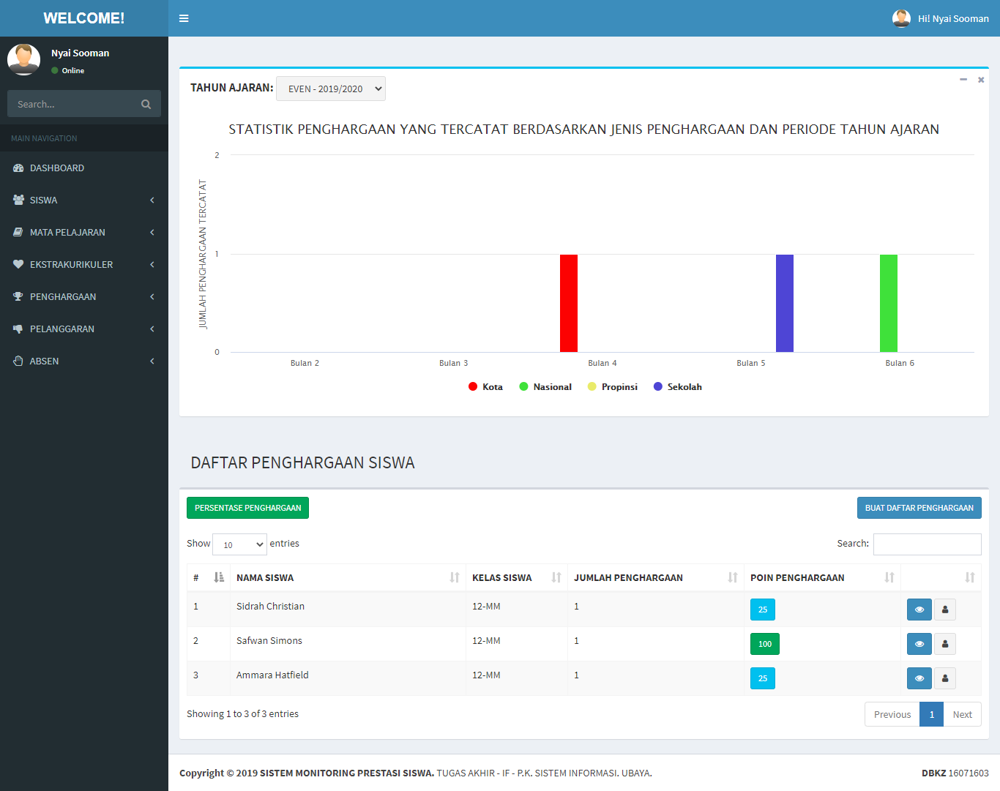 WELCOME!
Hi! Nyai Sooman
Nyai Sooman
Online
Search...
MAIN NAVIGATION
DASHBOARD
SISWA
MATA PELAJARAN
EKSTRAKURIKULER
PENGHARGAAN
PELANGGARAN
ABSEN
TAHUN AJARAN: EVEN - 2019/2020
STATISTIK PENGHARGAAN YANG TERCATAT BERDASARKAN JENIS PENGHARGAAN DAN PERIODE TAHUN AJARAN
JUMLAH PENGHARGAAN TERCATAT
2
1
0
Bulan 2 Bulan 3 Bulan 4 Bulan 5 Bulan 6
Kota Nasional Propinsi Sekolah
DAFTAR PENGHARGAAN SISWA
PERSENTASE PENGHARGAAN BUAT DAFTAR PENGHARGAAN
Show 10 entries Search:
# NAMA SISWA KELAS SISWA JUMLAH PENGHARGAAN POIN PENGHARGAAN
1 Sidrah Christian 12-MM 1 25
2 Safwan Simons 12-MM 1 100
3 Ammara Hatfield 12-MM 1 25
Showing 1 to 3 of 3 entries Previous 1 Next
Copyright © 2019 SISTEM MONITORING PRESTASI SISWA. TUGAS AKHIR - IF - P.K. SISTEM INFORMASI. UBAYA. DBKZ 16071603